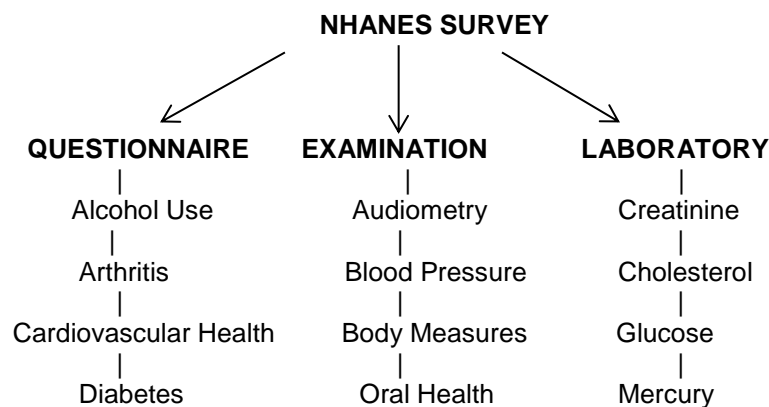 NHANES SURVEY
QUESTIONNAIRE EXAMINATION LABORATORY
Alcohol Use Audiometry Creatinine
Arthritis Blood Pressure Cholesterol
Cardiovascular Health Body Measures Glucose
Diabetes Oral Health Mercury